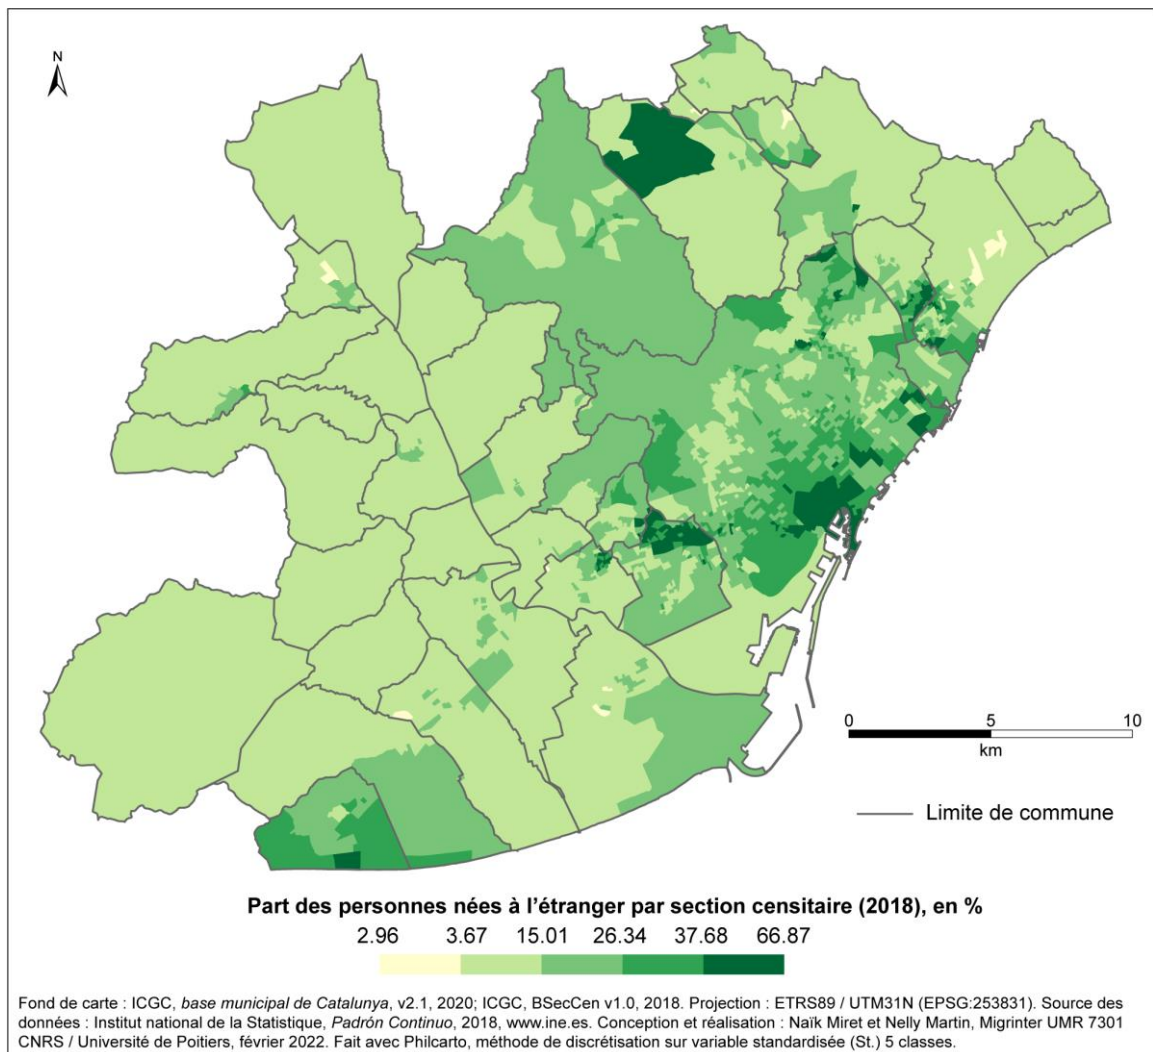 N
0 5 10
km
Limite de commune
Part des personnes nées à l’étranger par section censitaire (2018), en %
2.96 3.67 15.01 26.34 37.68 66.87
Fond de carte : ICGC, base municipal de Catalunya, v2.1, 2020; ICGC, BSecCen v1.0, 2018. Projection : ETRS89 / UTM31N (EPSG:253831). Source des
données : Institut national de la Statistique, Padrón Continuo, 2018, www.ine.es. Conception et réalisation : Naïk Miret et Nelly Martin, Migrinter UMR 7301
CNRS / Université de Poitiers, février 2022. Fait avec Philcarto, méthode de discrétisation sur variable standardisée (St.) 5 classes.